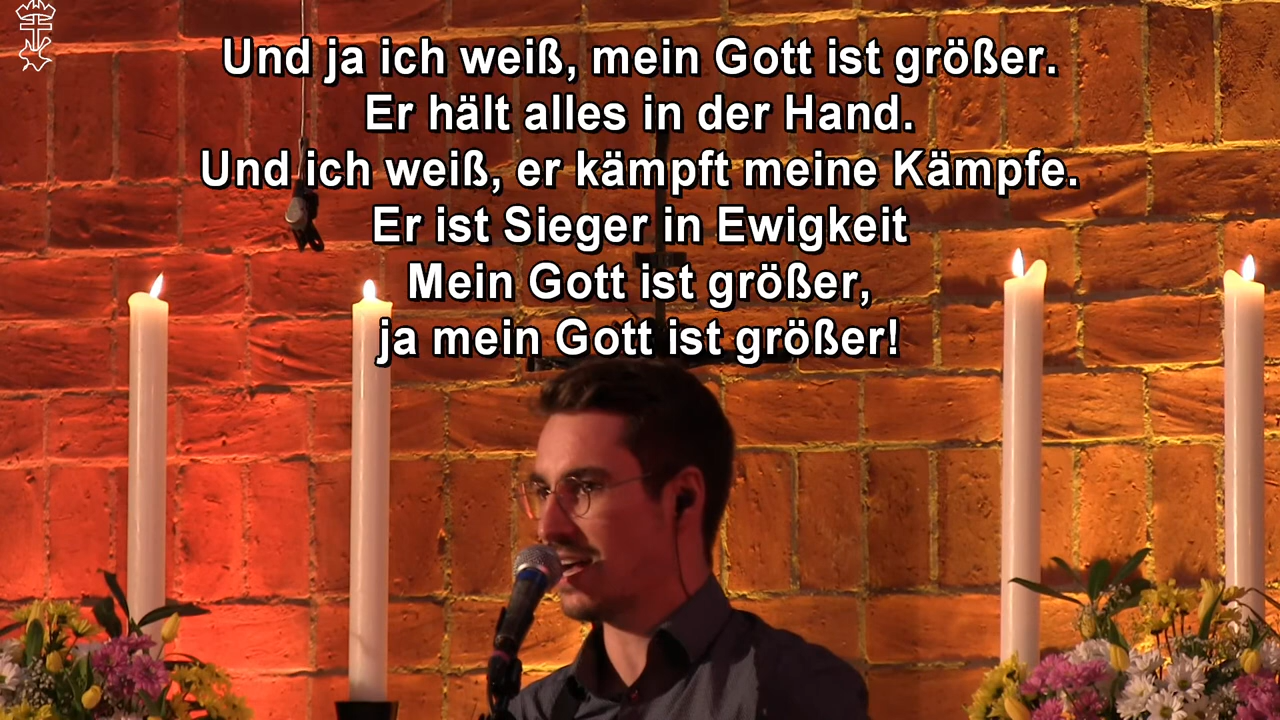 Und ja ich weiß, mein Gott ist größer.
Er hält alles in der Hand.
Und ich weiß, er kämpft meine Kämpfe.
Er ist Sieger in Ewigkeit
Mein Gott ist größer,
ja mein Gott ist größer!